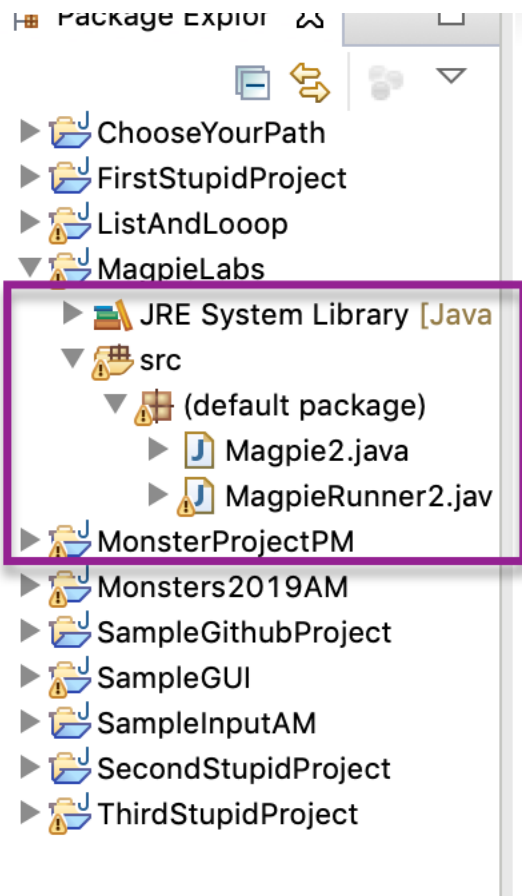 Package Explor
ChooseYourPath
FirstStupidProject
ListAndLooop
MagpieLabs
JRE System Library [Java
src
(default package)
Magpie2.java
MagpieRunner2.jav
MonsterProjectPM
Monsters2019AM
SampleGithubProject
SampleGUI
SampleInputAM
SecondStupidProject
ThirdStupidProject